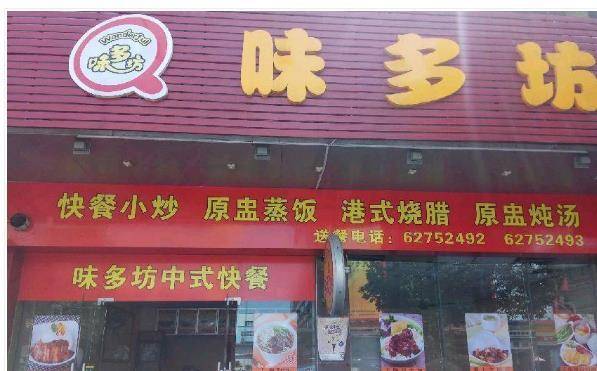 Wonderful
味多坊
味多坊
快餐小炒 原盅蒸饭 港式烧腊 原盅炖汤
送餐电话：62752492 62752493
味多坊中式快餐